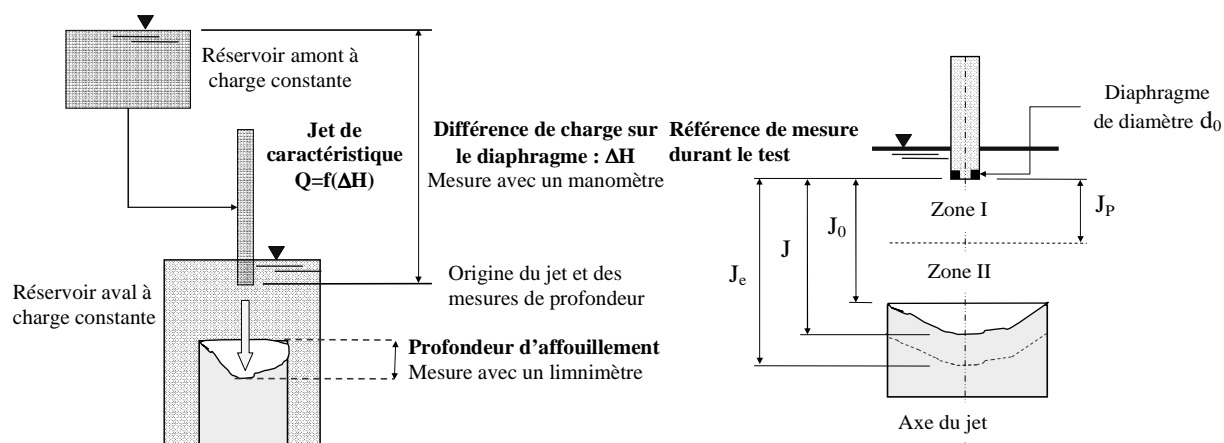 Réservoir amont à
charge constante
Jet de
caractéristique
Q=f(ΔH)
Différence de charge sur
le diaphragme : ΔH
Mesure avec un manomètre
Réservoir aval à
charge constante
Origine du jet et des
mesures de profondeur
Profondeur d'affouillement
Mesure avec un limnimètre
Référence de mesure
durant le test
Diaphragme
de diamètre d0
Zone I
JP
J0
J
Je
Zone II
Axe du jet